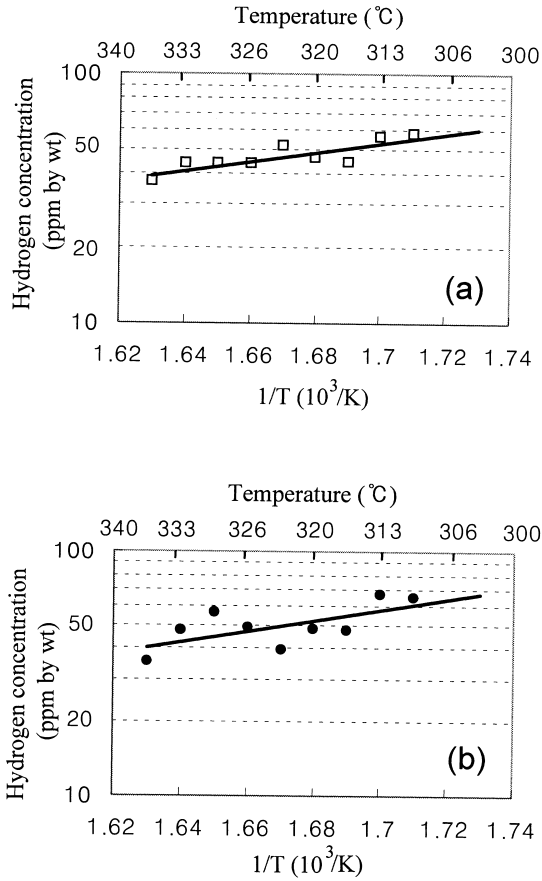 Temperature (℃)
340 333 326 320 313 306 300
100
50
20
10
Hydrogen concentration
(ppm by wt)
(a)
1.62 1.64 1.66 1.68 1.7 1.72 1.74
1/T (10³/K)
Temperature (℃)
340 333 326 320 313 306 300
100
50
20
10
Hydrogen concentration
(ppm by wt)
(b)
1.62 1.64 1.66 1.68 1.7 1.72 1.74
1/T (10³/K)